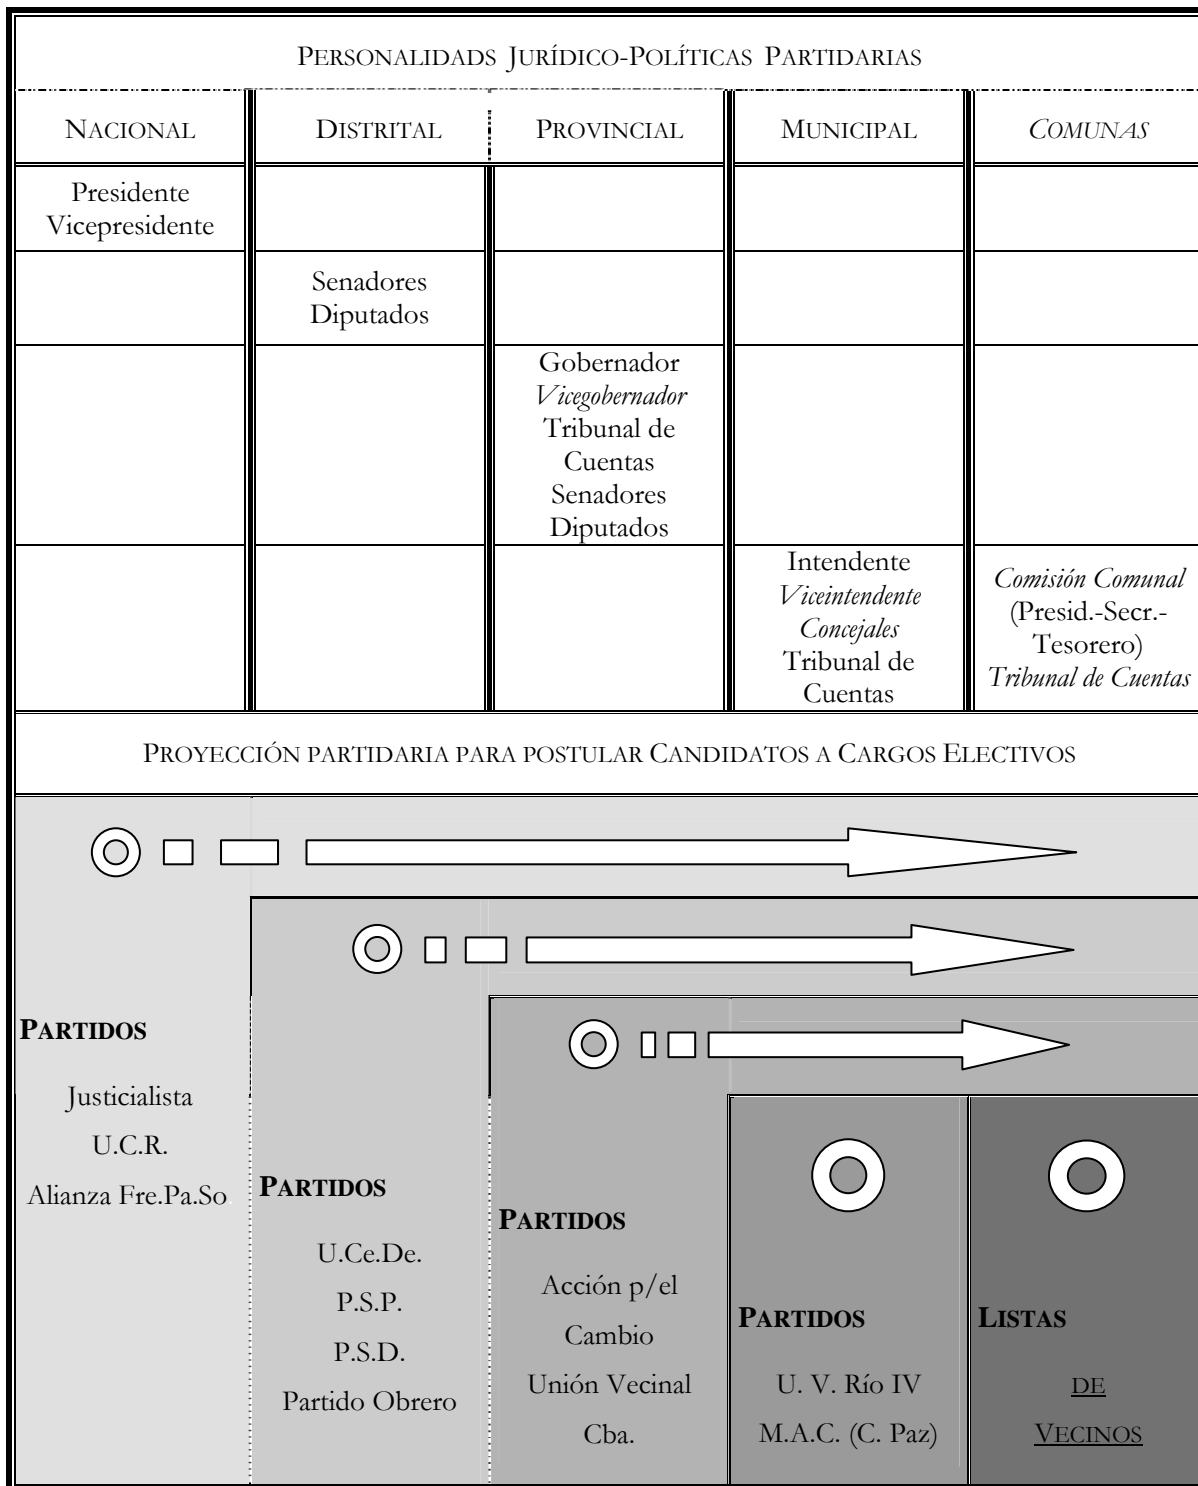 PERSONALIDADS JURÍDICO-POLÍTICAS PARTIDARIAS
NACIONAL
DISTRITAL
PROVINCIAL
MUNICIPAL
COMUNAS
Presidente
Vicepresidente
Senadores
Diputados
Gobernador
Vicegobernador
Tribunal de
Cuentas
Senadores
Diputados
Intendente
Viceintendente
Concejales
Tribunal de
Cuentas
Comisión Comunal
(Presid.-Secr.-
Tesorero)
Tribunal de Cuentas
PROYECCIÓN PARTIDARIA PARA POSTULAR CANDIDATOS A CARGOS ELECTIVOS
PARTIDOS
Justicialista
U.C.R.
Alianza Fre.Pa.So.
PARTIDOS
U.Ce.De.
P.S.P.
P.S.D.
Partido Obrero
PARTIDOS
Acción p/el
Cambio
Unión Vecinal
Cba.
PARTIDOS
U. V. Río IV
M.A.C. (C. Paz)
LISTAS
DE
VECINOS